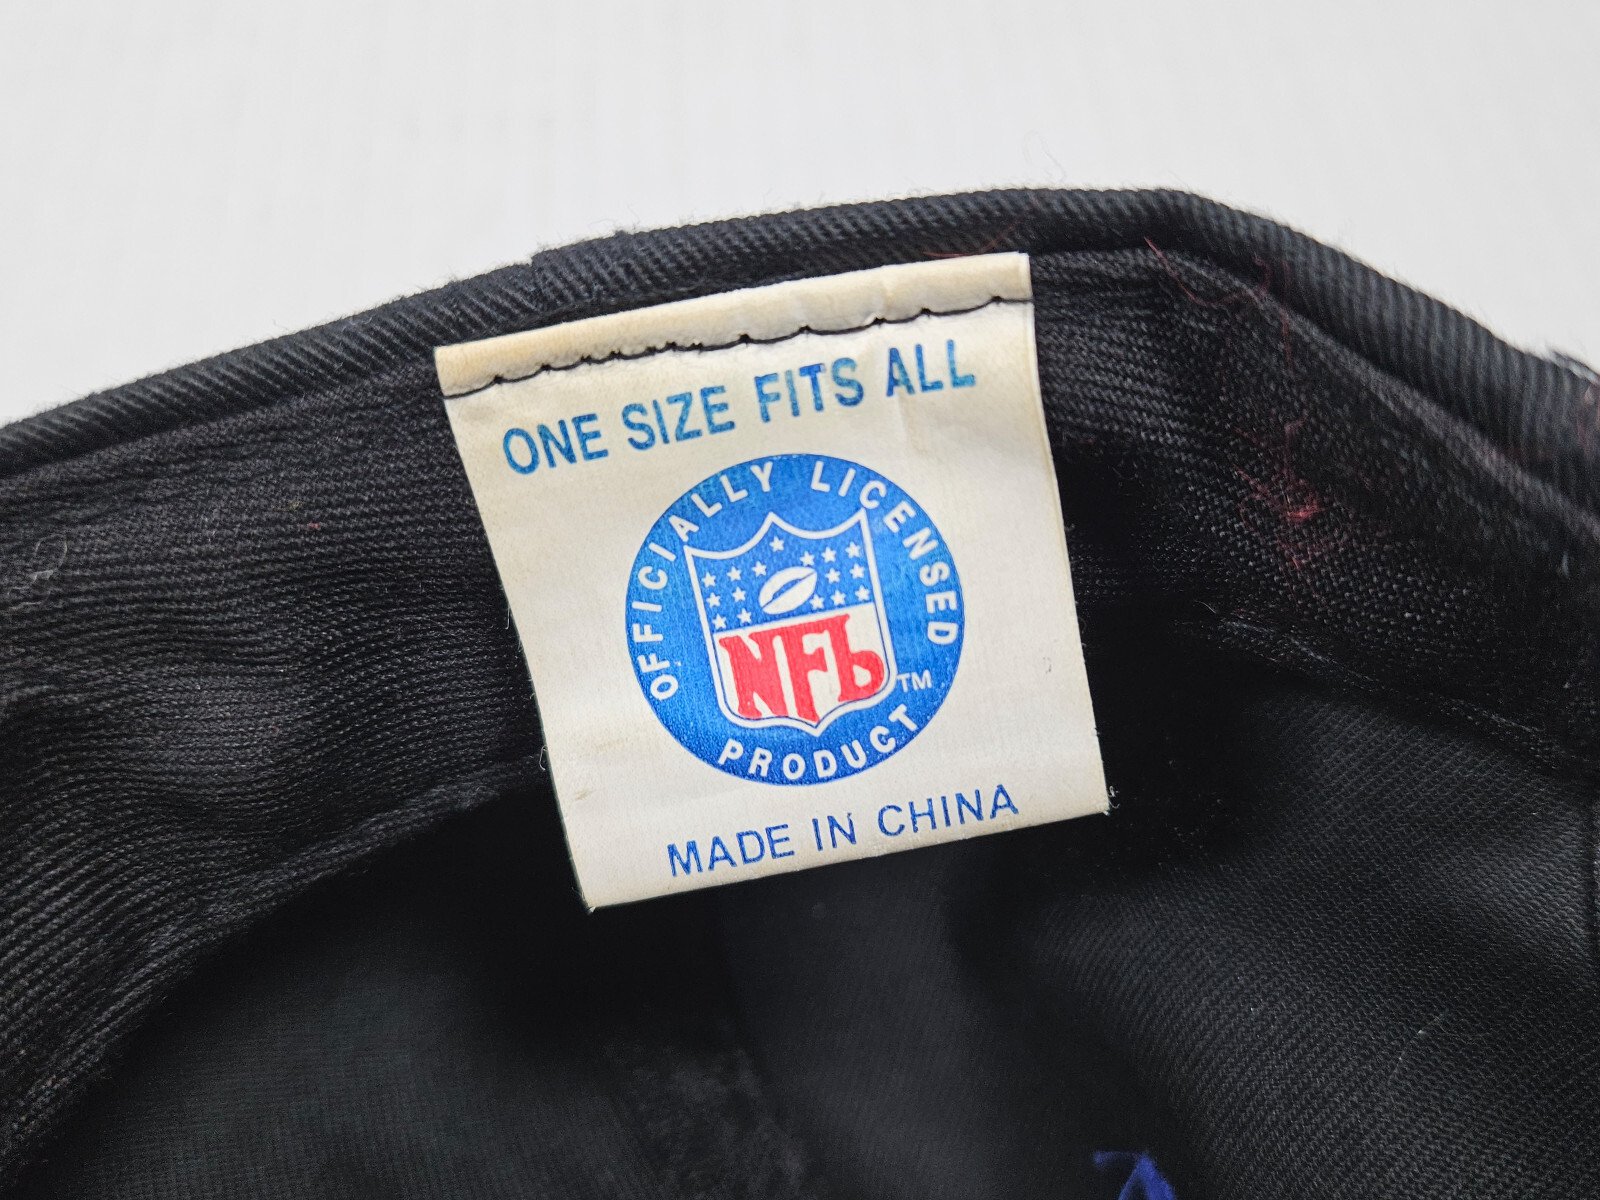 ONE SIZE FITS ALL
OFFICIALLY LICENSED
NFL
TM
PRODUCT
MADE IN CHINA